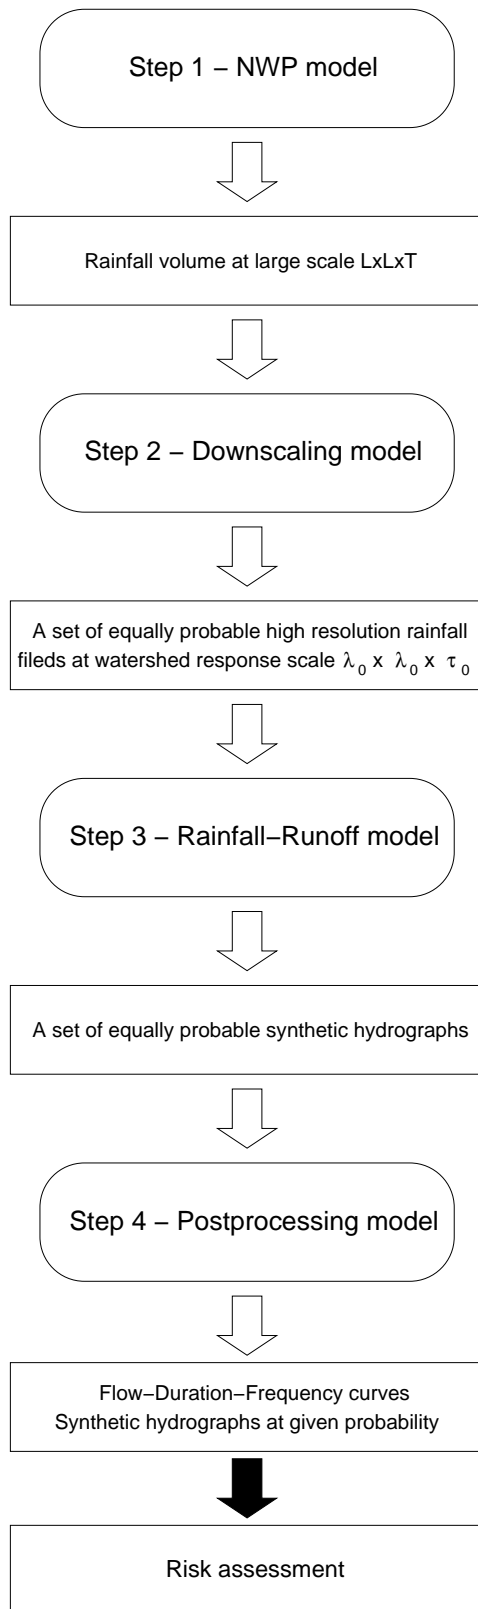 Step 1 – NWP model
Rainfall volume at large scale LxLxT
Step 2 – Downscaling model
A set of equally probable high resolution rainfall
fileds at watershed response scale λ₀ x λ₀ x τ₀
Step 3 – Rainfall–Runoff model
A set of equally probable synthetic hydrographs
Step 4 – Postprocessing model
Flow–Duration–Frequency curves
Synthetic hydrographs at given probability
Risk assessment